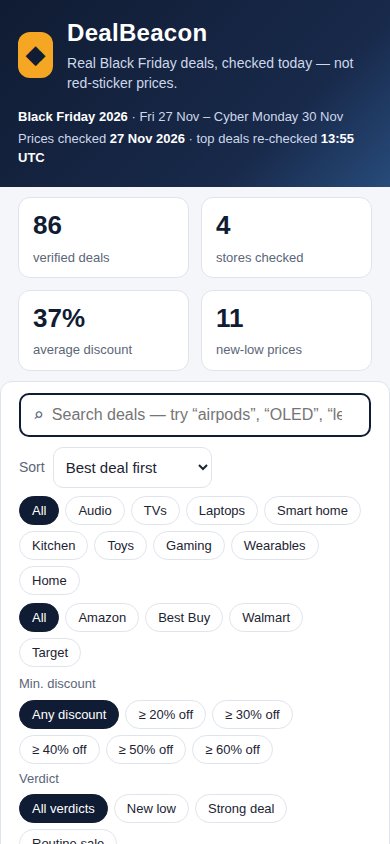 DealBeacon
Real Black Friday deals, checked today — not
red-sticker prices.
Black Friday 2026 · Fri 27 Nov – Cyber Monday 30 Nov
Prices checked 27 Nov 2026 · top deals re-checked 13:55
UTC
86
verified deals
4
stores checked
37%
average discount
11
new-low prices
Search deals — try “airpods”, “OLED”, “le
Sort
Best deal first
All
Audio
TVs
Laptops
Smart home
Kitchen
Toys
Gaming
Wearables
Home
All
Amazon
Best Buy
Walmart
Target
Min. discount
Any discount
≥ 20% off
≥ 30% off
≥ 40% off
≥ 50% off
≥ 60% off
Verdict
All verdicts
New low
Strong deal
Routine sale